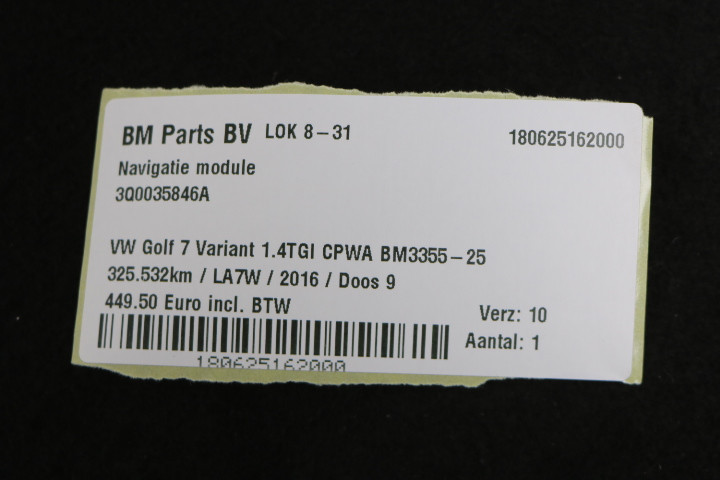 BM Parts BV LOK 8-31 180625162000
Navigatie module
3Q0035846A
VW Golf 7 Variant 1.4TGI CPWA BM3355-25
325.532km / LA7W / 2016 / Doos 9
449.50 Euro incl. BTW
Verz: 10
Aantal: 1
180625162000